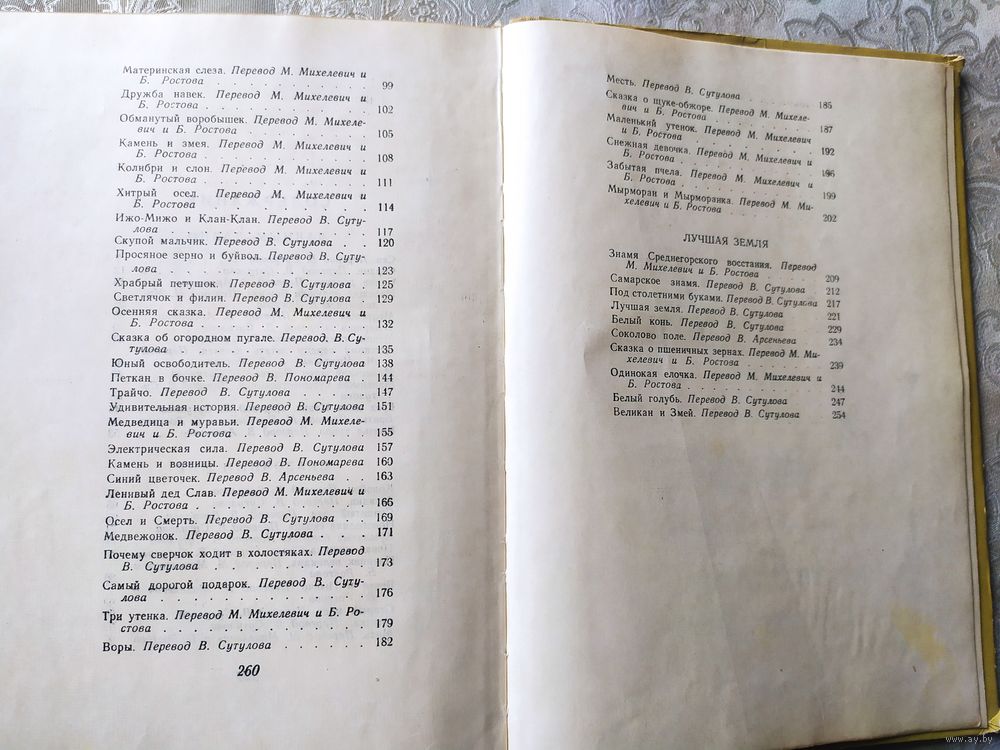 Материнская слеза. Перевод М. Михелевич и
Б. Ростова . . . . . . . . . . . . 99
Дружба навек. Перевод М. Михелевич и
Б. Ростова . . . . . . . . . . . . 102
Обманутый воробышек. Перевод М. Михеле-
вич и Б. Ростова . . . . . . . . . 105
Камень и змея. Перевод М. Михелевич и
Б. Ростова . . . . . . . . . . . . 108
Колибри и слон. Перевод М. Михелевич и
Б. Ростова . . . . . . . . . . . . 111
Хитрый осел. Перевод М. Михелевич и
Б. Ростова . . . . . . . . . . . . 114
Ижо-Мижо и Клан-Клан. Перевод В. Суту-
лова . . . . . . . . . . . . 117
Скупой мальчик. Перевод В. Сутулова . . 120
Просяное зерно и буйвол. Перевод В. Суту-
лова . . . . . . . . . . . . 123
Храбрый петушок. Перевод В. Сутулова . 125
Светлячок и филин. Перевод В. Сутулова . 129
Осенняя сказка. Перевод М. Михелевич и
Б. Ростова . . . . . . . . . . . . 132
Сказка об огородном пугале. Перевод. В. Су-
тулова . . . . . . . . . . . . 135
Юный освободитель. Перевод В. Сутулова 138
Петкан в бочке. Перевод В. Пономарева . 144
Трайчо. Перевод В. Сутулова . . . . 147
Удивительная история. Перевод В. Сутулова 151
Медведица и муравьи. Перевод М. Михеле-
вич и Б. Ростова . . . . . . . . 155
Электрическая сила. Перевод В. Сутулова 157
Камень и возницы. Перевод В. Пономарева 160
Синий цветочек. Перевод В. Арсеньева . . 163
Ленивый дед Слав. Перевод М. Михелевич и
Б. Ростова . . . . . . . . . . . . 166
Осел и Смерть. Перевод В. Сутулова . . 169
Медвежонок. Перевод В. Сутулова . . . 171
Почему сверчок ходит в холостяках. Перевод
В. Сутулова . . . . . . . . . . . 173
Самый дорогой подарок. Перевод В. Суту-
лова . . . . . . . . . . . . 176
Три утенка. Перевод М. Михелевич и Б. Ро-
стова . . . . . . . . . . . . 179
Воры. Перевод В. Сутулова . . . . . . 182
260
Месть. Перевод В. Сутулова . . . . . 185
Сказка о щуке-обжоре. Перевод М. Михеле-
вич и Б. Ростова . . . . . . . . 187
Маленький утенок. Перевод М. Михелевич
и Б. Ростова . . . . . . . . . . 192
Снежная девочка. Перевод М. Михелевич и
Б. Ростова . . . . . . . . . . 196
Забытая пчела. Перевод М. Михелевич и
Б. Ростова . . . . . . . . . . 199
Мырморан и Мырморанка. Перевод М. Ми-
хелевич и Б. Ростова . . . . . . 202
ЛУЧШАЯ ЗЕМЛЯ
Знамя Среднегорского восстания. Перевод
М. Михелевич и Б. Ростова . . . . 209
Самарское знамя. Перевод В. Сутулова . 212
Под столетними буками. Перевод В. Сутулова 217
Лучшая земля. Перевод В. Сутулова . . 221
Белый конь. Перевод В. Сутулова . . . 229
Соколово поле. Перевод В. Арсеньева . . 234
Сказка о пшеничных зернах. Перевод М. Ми-
хелевич и Б. Ростова . . . . . . 239
Одинокая елочка. Перевод М. Михелевич и
Б. Ростова . . . . . . . . . . 244
Белый голубь. Перевод В. Сутулова . . 247
Великан и Змей. Перевод В. Сутулова . 254
www.ay.by